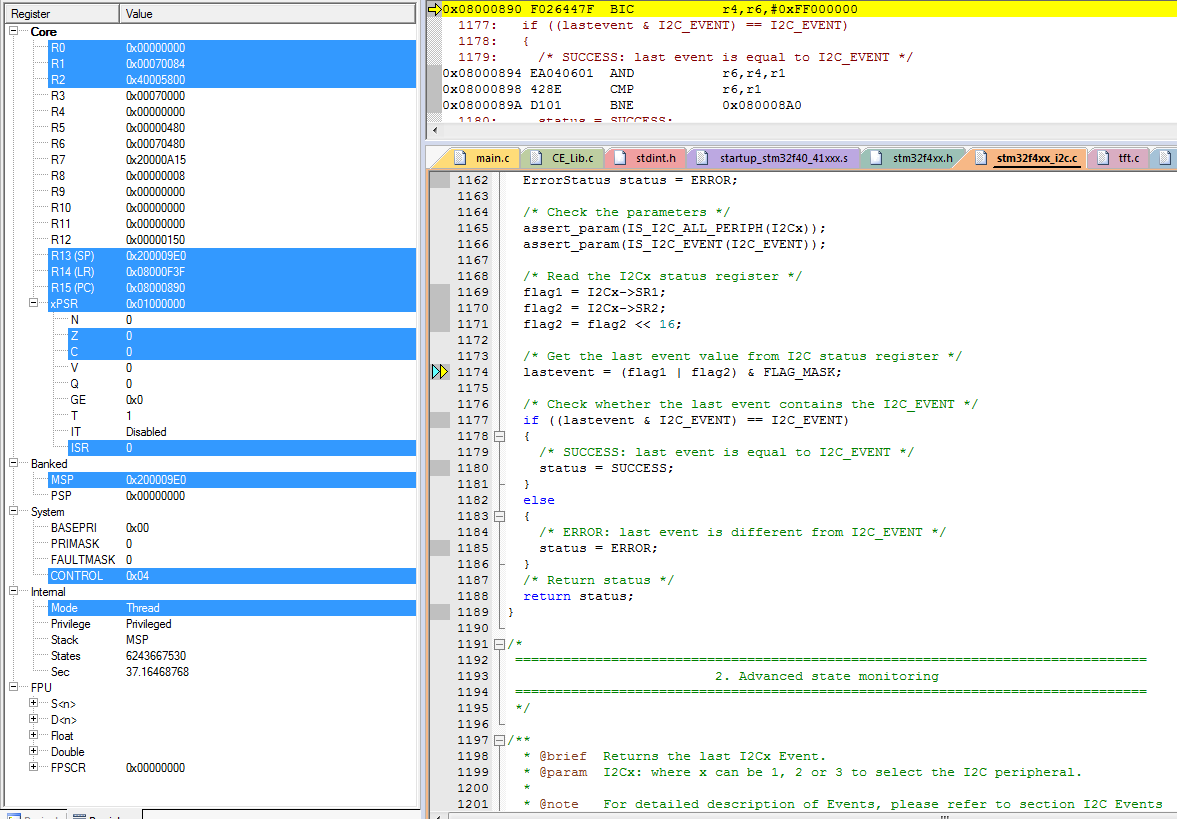 Register Value
Core
R0 0x00000000
R1 0x00070084
R2 0x40005800
R3 0x00070000
R4 0x00000000
R5 0x00000480
R6 0x00070480
R7 0x20000A15
R8 0x00000008
R9 0x00000000
R10 0x00000000
R11 0x00000000
R12 0x00000150
R13 (SP) 0x200009E0
R14 (LR) 0x08000F3F
R15 (PC) 0x08000890
xPSR 0x01000000
N 0
Z 0
C 0
V 0
Q 0
GE 0x0
T 1
IT Disabled
ISR 0
Banked
MSP 0x200009E0
PSP 0x00000000
System
BASEPRI 0x00
PRIMASK 0
FAULTMASK 0
CONTROL 0x04
Internal
Mode Thread
Privilege Privileged
Stack MSP
States 6243667530
Sec 37.16468768
FPU
S<n>
D<n>
Float
Double
FPSCR 0x00000000
0x08000890 F026447F BIC r4,r6,#0xFF000000
1177: if ((lastevent & I2C_EVENT) == I2C_EVENT)
1178: {
1179: /* SUCCESS: last event is equal to I2C_EVENT */
0x08000894 EA040601 AND r6,r4,r1
0x08000898 428E CMP r6,r1
0x0800089A D101 BNE 0x080008A0
1180: status = SUCCESS;
main.c CE_Lib.c stdint.h startup_stm32f40_41xxx.s stm32f4xx.h stm32f4xx_i2c.c tft.c
1162 ErrorStatus status = ERROR;
1163
1164 /* Check the parameters */
1165 assert_param(IS_I2C_ALL_PERIPH(I2Cx));
1166 assert_param(IS_I2C_EVENT(I2C_EVENT));
1167
1168 /* Read the I2Cx status register */
1169 flag1 = I2Cx->SR1;
1170 flag2 = I2Cx->SR2;
1171 flag2 = flag2 << 16;
1172
1173 /* Get the last event value from I2C status register */
1174 lastevent = (flag1 | flag2) & FLAG_MASK;
1175
1176 /* Check whether the last event contains the I2C_EVENT */
1177 if ((lastevent & I2C_EVENT) == I2C_EVENT)
1178 {
1179 /* SUCCESS: last event is equal to I2C_EVENT */
1180 status = SUCCESS;
1181 }
1182 else
1183 {
1184 /* ERROR: last event is different from I2C_EVENT */
1185 status = ERROR;
1186 }
1187 /* Return status */
1188 return status;
1189 }
1190
1191 /*
1192 ===============================================================================
1193 2. Advanced state monitoring
1194 ===============================================================================
1195 */
1196
1197 /**
1198 * @brief Returns the last I2Cx Event.
1199 * @param I2Cx: where x can be 1, 2 or 3 to select the I2C peripheral.
1200 *
1201 * @note For detailed description of Events, please refer to section I2C Events